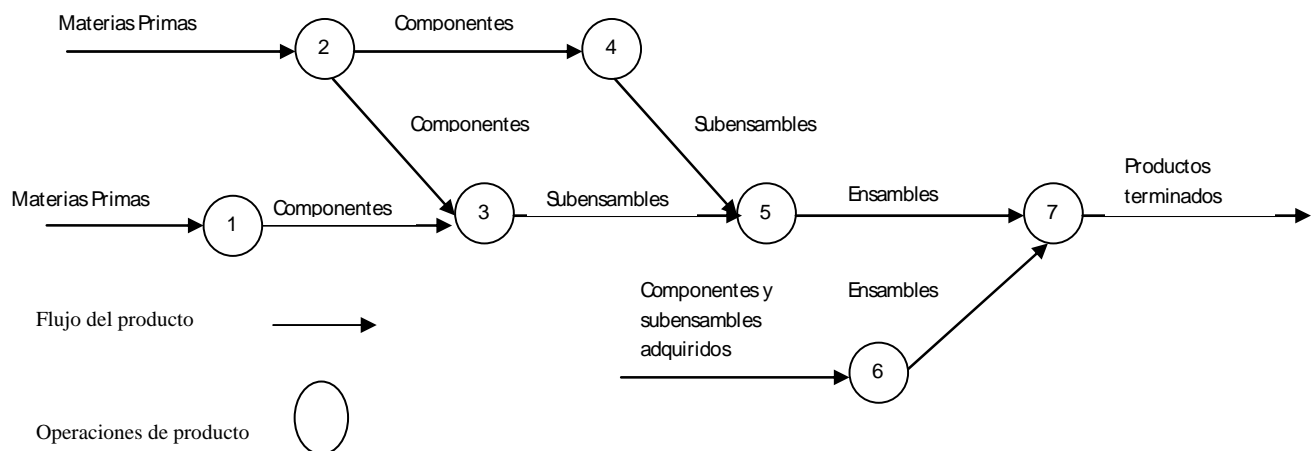 Materias Primas
Componentes
2
4
Componentes
Subensambles
Materias Primas
Componentes
1
3
Subensambles
5
Ensambles
7
Productos
terminados
Componentes y
subensambles
adquiridos
Ensambles
6
Flujo del producto
Operaciones de producto